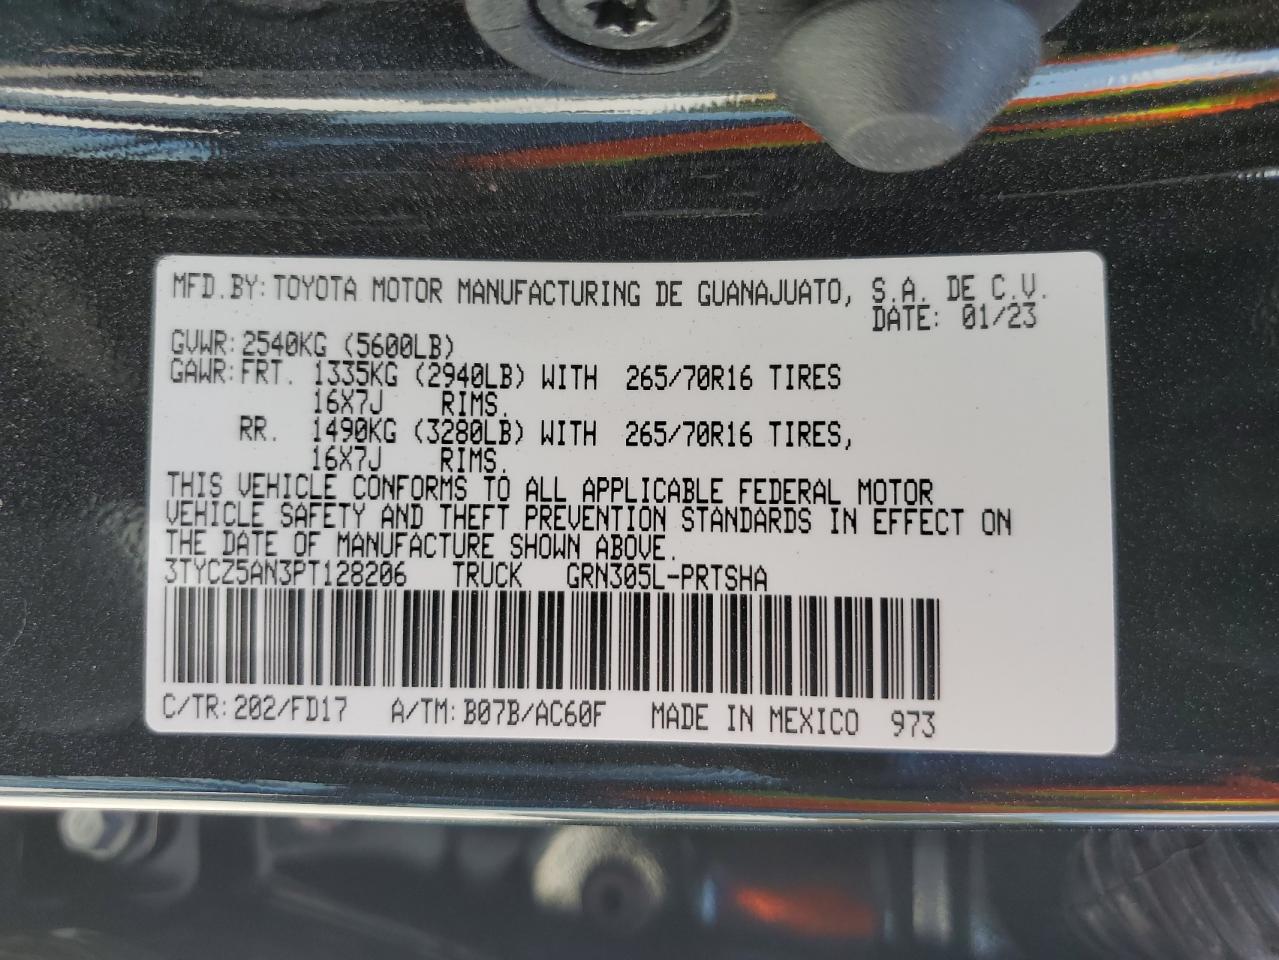 MFD.BY: TOYOTA MOTOR MANUFACTURING DE GUANAJUATO, S.A. DE C.V.
DATE: 01/23
GVWR: 2540KG (5600LB)
GAWR: FRT. 1335KG (2940LB) WITH 265/70R16 TIRES
16X7J RIMS.
RR. 1490KG (3280LB) WITH 265/70R16 TIRES,
16X7J RIMS.
THIS VEHICLE CONFORMS TO ALL APPLICABLE FEDERAL MOTOR
VEHICLE SAFETY AND THEFT PREVENTION STANDARDS IN EFFECT ON
THE DATE OF MANUFACTURE SHOWN ABOVE.
3TYCZ5AN3PT128206 TRUCK GRN305L-PRTSHA
C/TR: 202/FD17 A/TM: B07B/AC60F MADE IN MEXICO 973